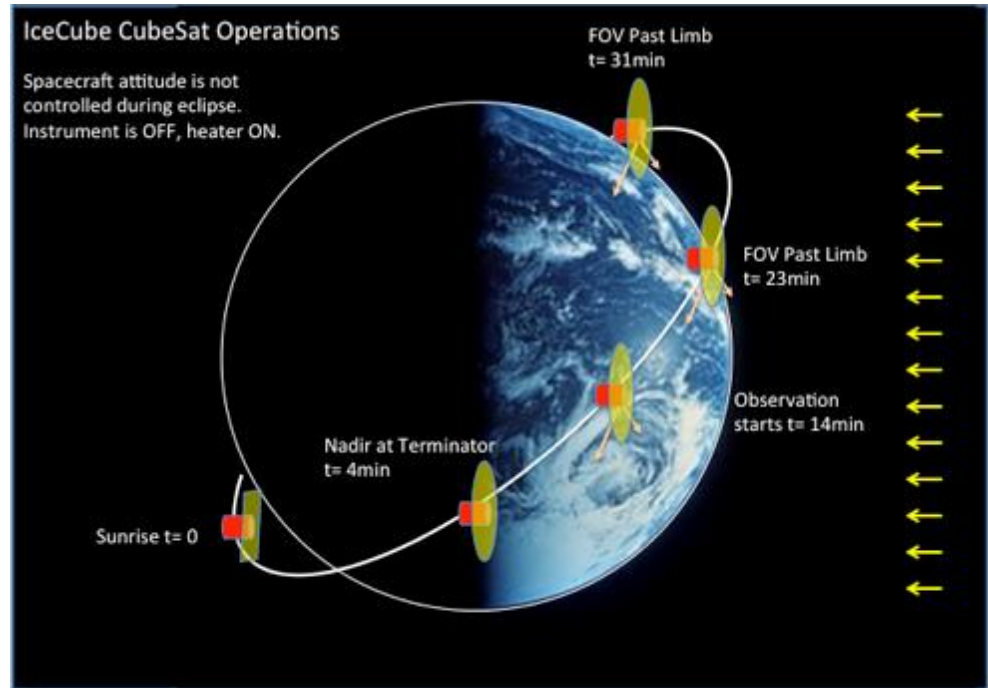 IceCube CubeSat Operations
Spacecraft attitude is not
controlled during eclipse.
Instrument is OFF, heater ON.
FOV Past Limb
t= 31min
FOV Past Limb
t= 23min
Observation
starts t= 14min
Nadir at Terminator
t= 4min
Sunrise t= 0